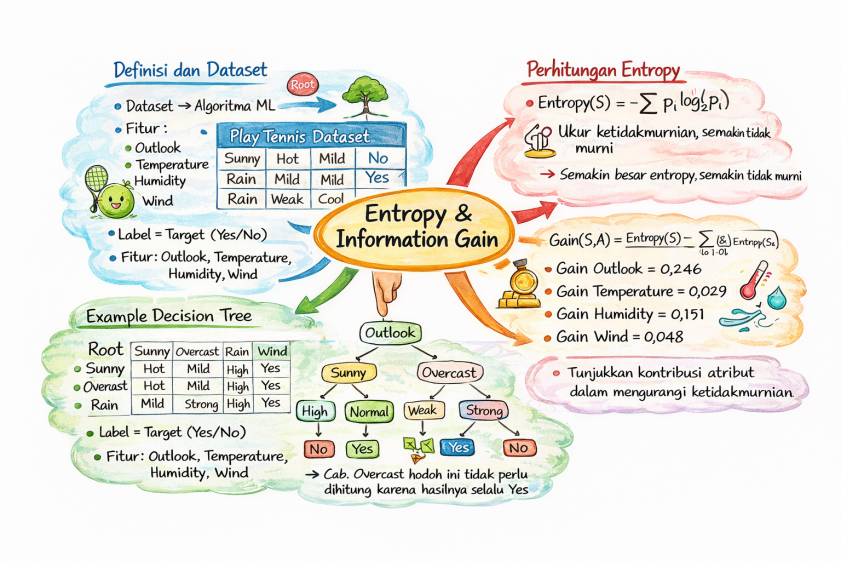 Definisi dan Dataset
Root
Dataset → Algoritma ML
Fitur :
Outlook
Temperature
Humidity
Wind
Play Tennis Dataset
Sunny Hot Mild No
Rain Mild Mild Yes
Rain Weak Cool
Label = Target (Yes/No)
Fitur: Outlook, Temperature,
Humidity, Wind
Entropy &
Information Gain
Perhitungan Entropy
Entropy(S) = -∑ pᵢ log₂(pᵢ)
Ukur ketidakmurnian, semakin tidak
murni
→ Semakin besar entropy, semakin tidak murni
Gain(S,A) = Entropy(S) - ∑
Gain Outlook = 0,246
Gain Temperature = 0,029
Gain Humidity = 0,151
Gain Wind = 0,048
Tunjukkan kontribusi atribut
dalam mengurangi ketidakmurnian.
Example Decision Tree
Root Sunny Overcast Rain Wind
Sunny Hot Mild High Yes
Overast Hot Mild High Yes
Rain Mild Strong High Yes
Label = Target (Yes/No)
Fitur: Outlook, Temperature,
Humidity, Wind
Outlook
Sunny Overcast
High Normal Weak Strong
No Yes Yes No
→ Cab. Overcast hodoh ini tidak perlu
dihitung karena hasilnya selalu Yes